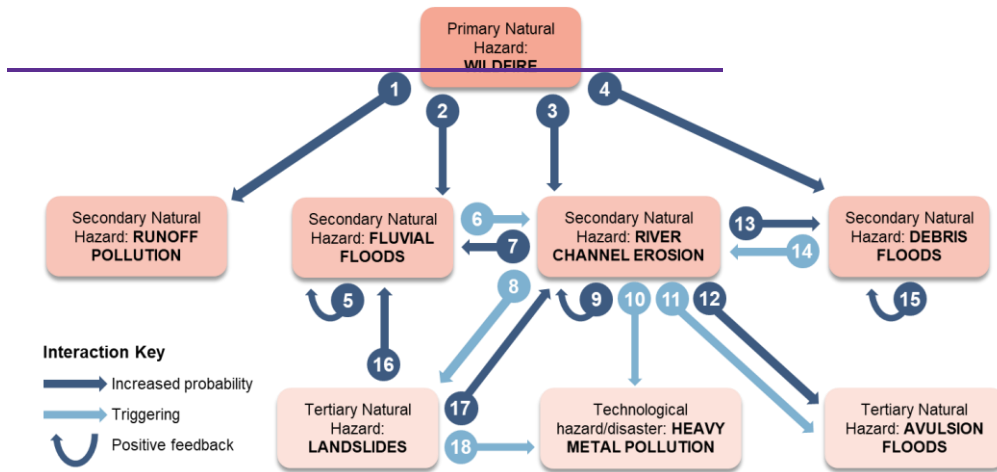 Primary Natural
Hazard:
WILDFIRE
1
2
3
4
Secondary Natural
Hazard: RUNOFF
POLLUTION
Secondary Natural
Hazard: FLUVIAL
FLOODS
6
7
Secondary Natural
Hazard: RIVER
CHANNEL EROSION
13
14
Secondary Natural
Hazard: DEBRIS
FLOODS
5
8
9
10
11
12
15
Interaction Key
Increased probability
Triggering
Positive feedback
16
17
18
Tertiary Natural
Hazard:
LANDSLIDES
Technological
hazard/disaster: HEAVY
METAL POLLUTION
Tertiary Natural
Hazard: AVULSION
FLOODS